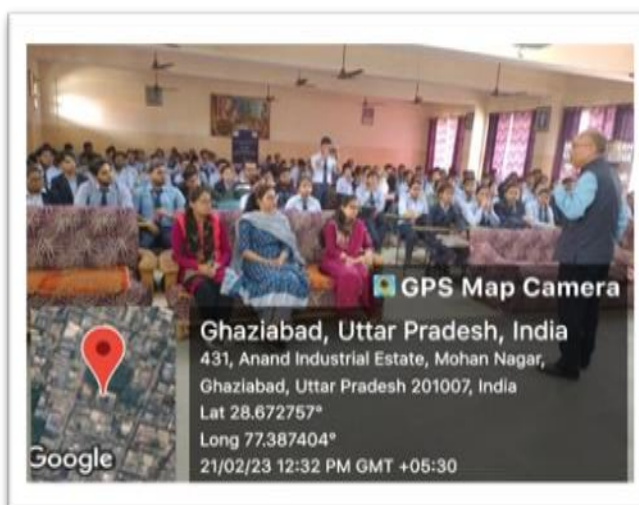 GPS Map Camera
Ghaziabad, Uttar Pradesh, India
431, Anand Industrial Estate, Mohan Nagar,
Ghaziabad, Uttar Pradesh 201007, India
Lat 28.672757°
Long 77.387404°
21/02/23 12:32 PM GMT +05:30
Google